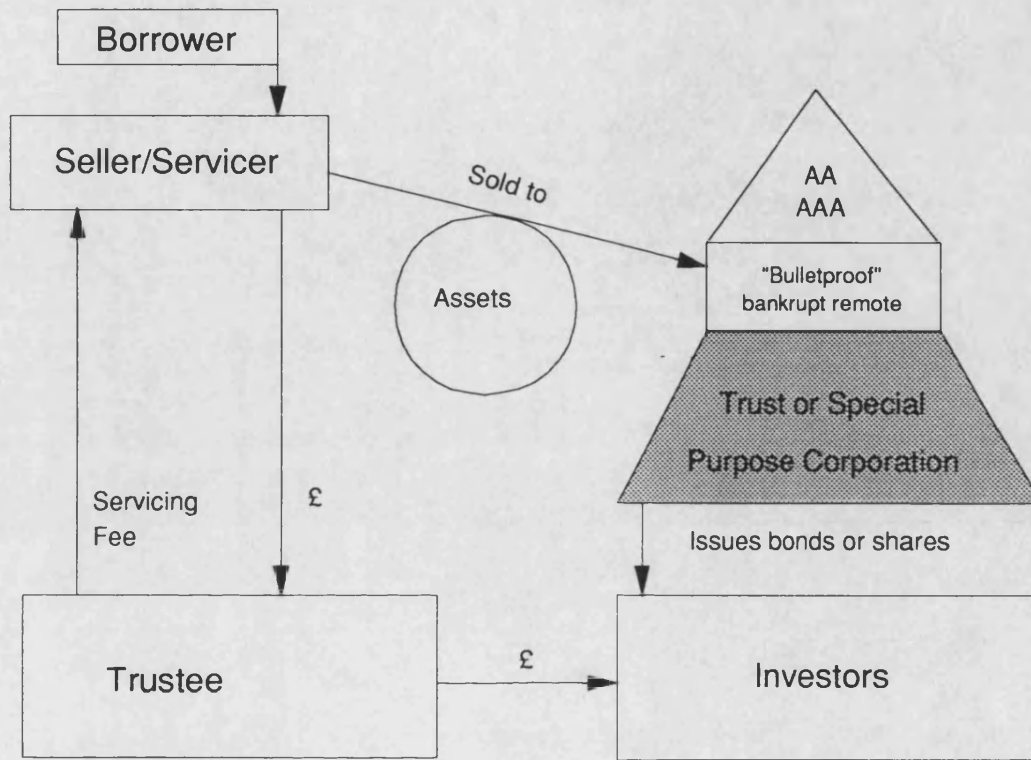 Borrower
Seller/Servicer
Sold to
AA
AAA
Assets
"Bulletproof"
bankrupt remote
Trust or Special
Purpose Corporation
Servicing
Fee
£
Issues bonds or shares
Trustee
£
Investors